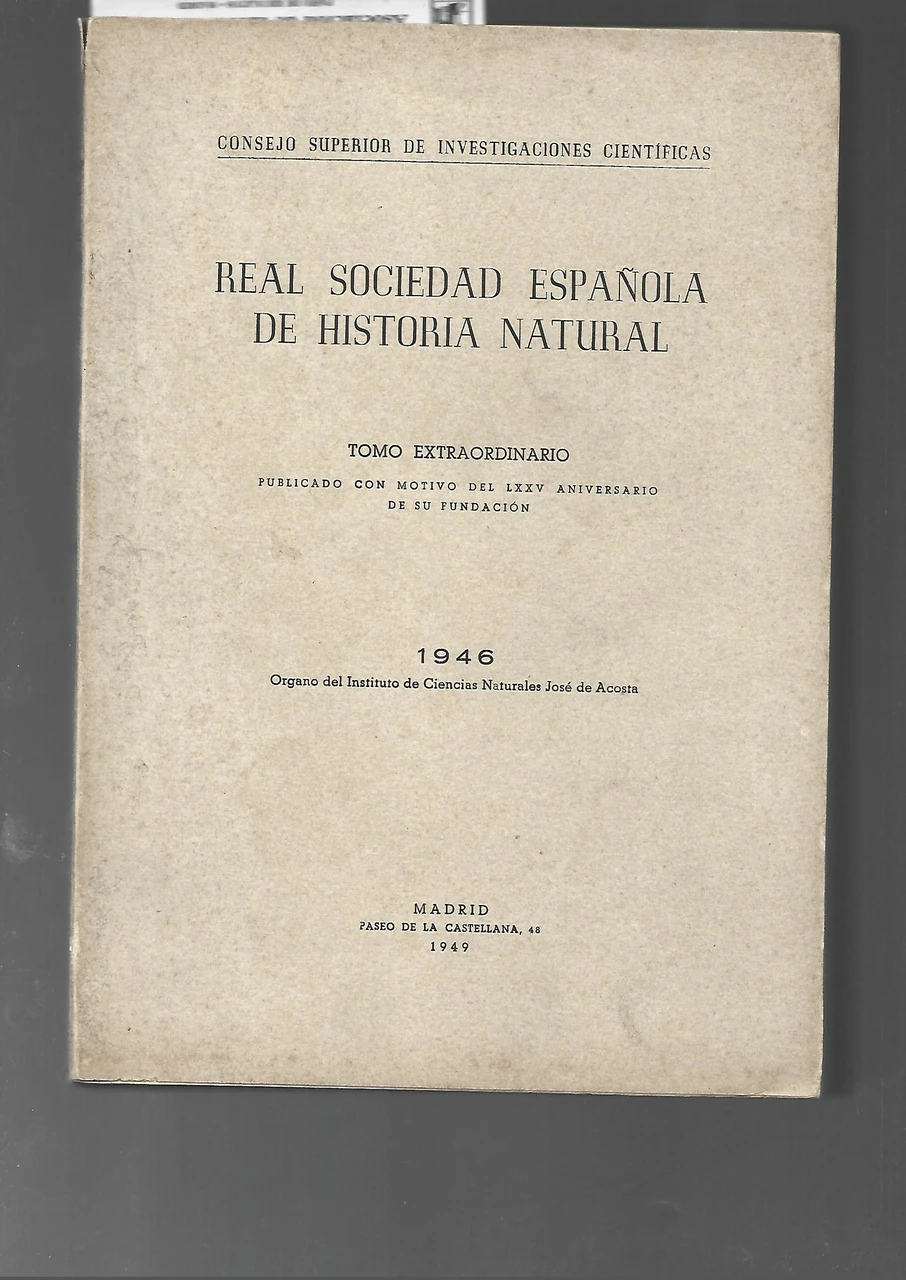 CONSEJO SUPERIOR DE INVESTIGACIONES CIENTÍFICAS
REAL SOCIEDAD ESPAÑOLA
DE HISTORIA NATURAL
TOMO EXTRAORDINARIO
PUBLICADO CON MOTIVO DEL LXXV ANIVERSARIO
DE SU FUNDACIÓN
1946
Organo del Instituto de Ciencias Naturales José de Acosta
MADRID
PASEO DE LA CASTELLANA, 48
1949